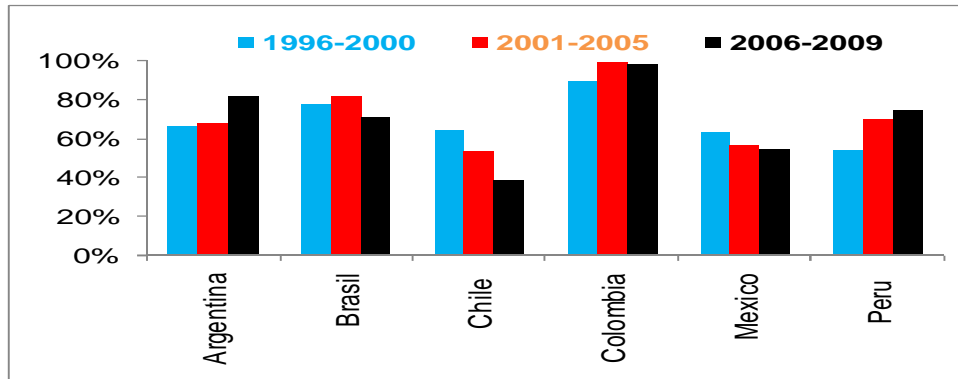 1996-2000 2001-2005 2006-2009
100%
80%
60%
40%
20%
0%
Argentina
Brasil
Chile
Colombia
Mexico
Peru